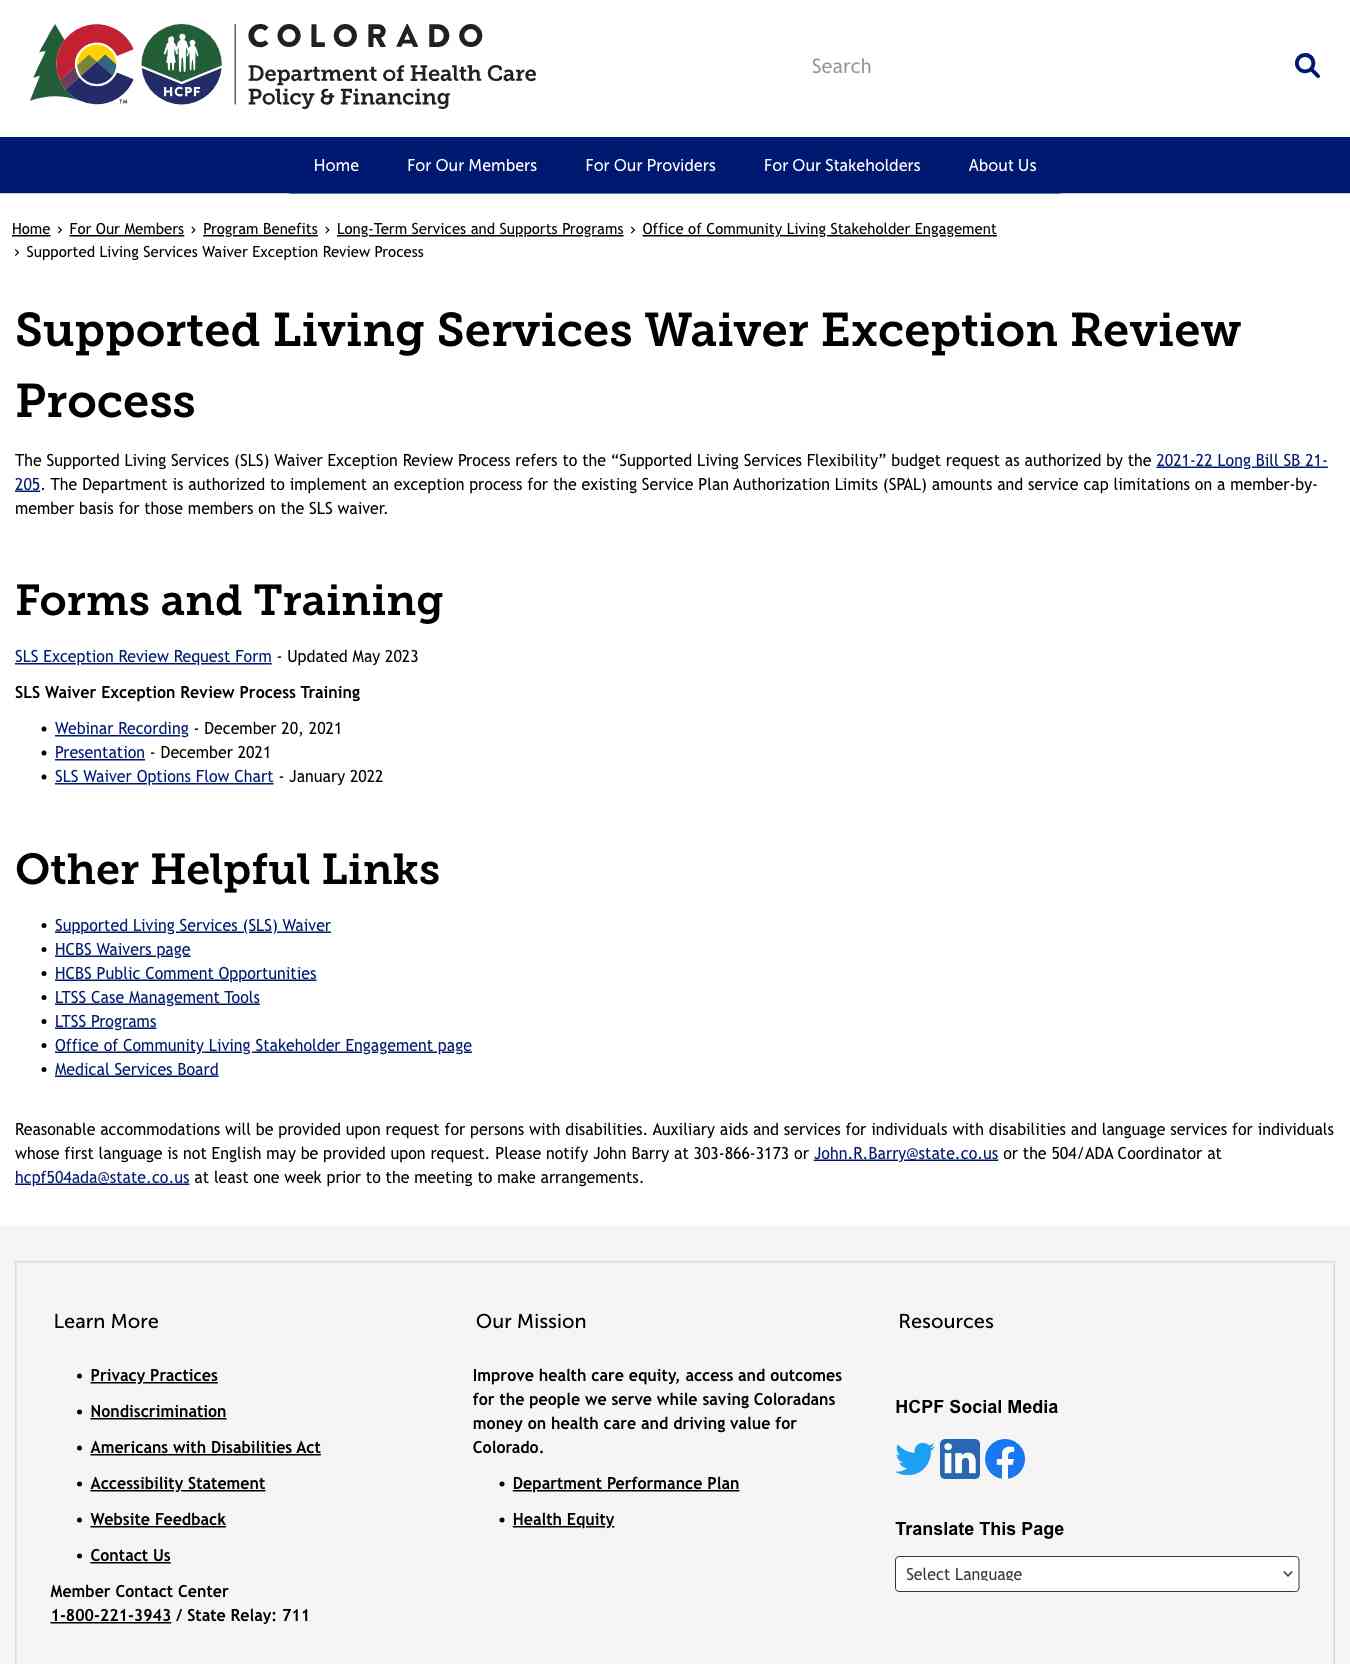 COLORADO
Department of Health Care
Policy & Financing
HCPF
TM
Search
Home For Our Members For Our Providers For Our Stakeholders About Us
Home › For Our Members › Program Benefits › Long-Term Services and Supports Programs › Office of Community Living Stakeholder Engagement
› Supported Living Services Waiver Exception Review Process
Supported Living Services Waiver Exception Review
Process
The Supported Living Services (SLS) Waiver Exception Review Process refers to the “Supported Living Services Flexibility” budget request as authorized by the 2021-22 Long Bill SB 21-
205. The Department is authorized to implement an exception process for the existing Service Plan Authorization Limits (SPAL) amounts and service cap limitations on a member-by-
member basis for those members on the SLS waiver.
Forms and Training
SLS Exception Review Request Form - Updated May 2023
SLS Waiver Exception Review Process Training
• Webinar Recording - December 20, 2021
• Presentation - December 2021
• SLS Waiver Options Flow Chart - January 2022
Other Helpful Links
• Supported Living Services (SLS) Waiver
• HCBS Waivers page
• HCBS Public Comment Opportunities
• LTSS Case Management Tools
• LTSS Programs
• Office of Community Living Stakeholder Engagement page
• Medical Services Board
Reasonable accommodations will be provided upon request for persons with disabilities. Auxiliary aids and services for individuals with disabilities and language services for individuals
whose first language is not English may be provided upon request. Please notify John Barry at 303-866-3173 or John.R.Barry@state.co.us or the 504/ADA Coordinator at
hcpf504ada@state.co.us at least one week prior to the meeting to make arrangements.
Learn More
• Privacy Practices
• Nondiscrimination
• Americans with Disabilities Act
• Accessibility Statement
• Website Feedback
• Contact Us
Member Contact Center
1-800-221-3943 / State Relay: 711
Our Mission
Improve health care equity, access and outcomes
for the people we serve while saving Coloradans
money on health care and driving value for
Colorado.
• Department Performance Plan
• Health Equity
Resources
HCPF Social Media
in
Translate This Page
Select Language